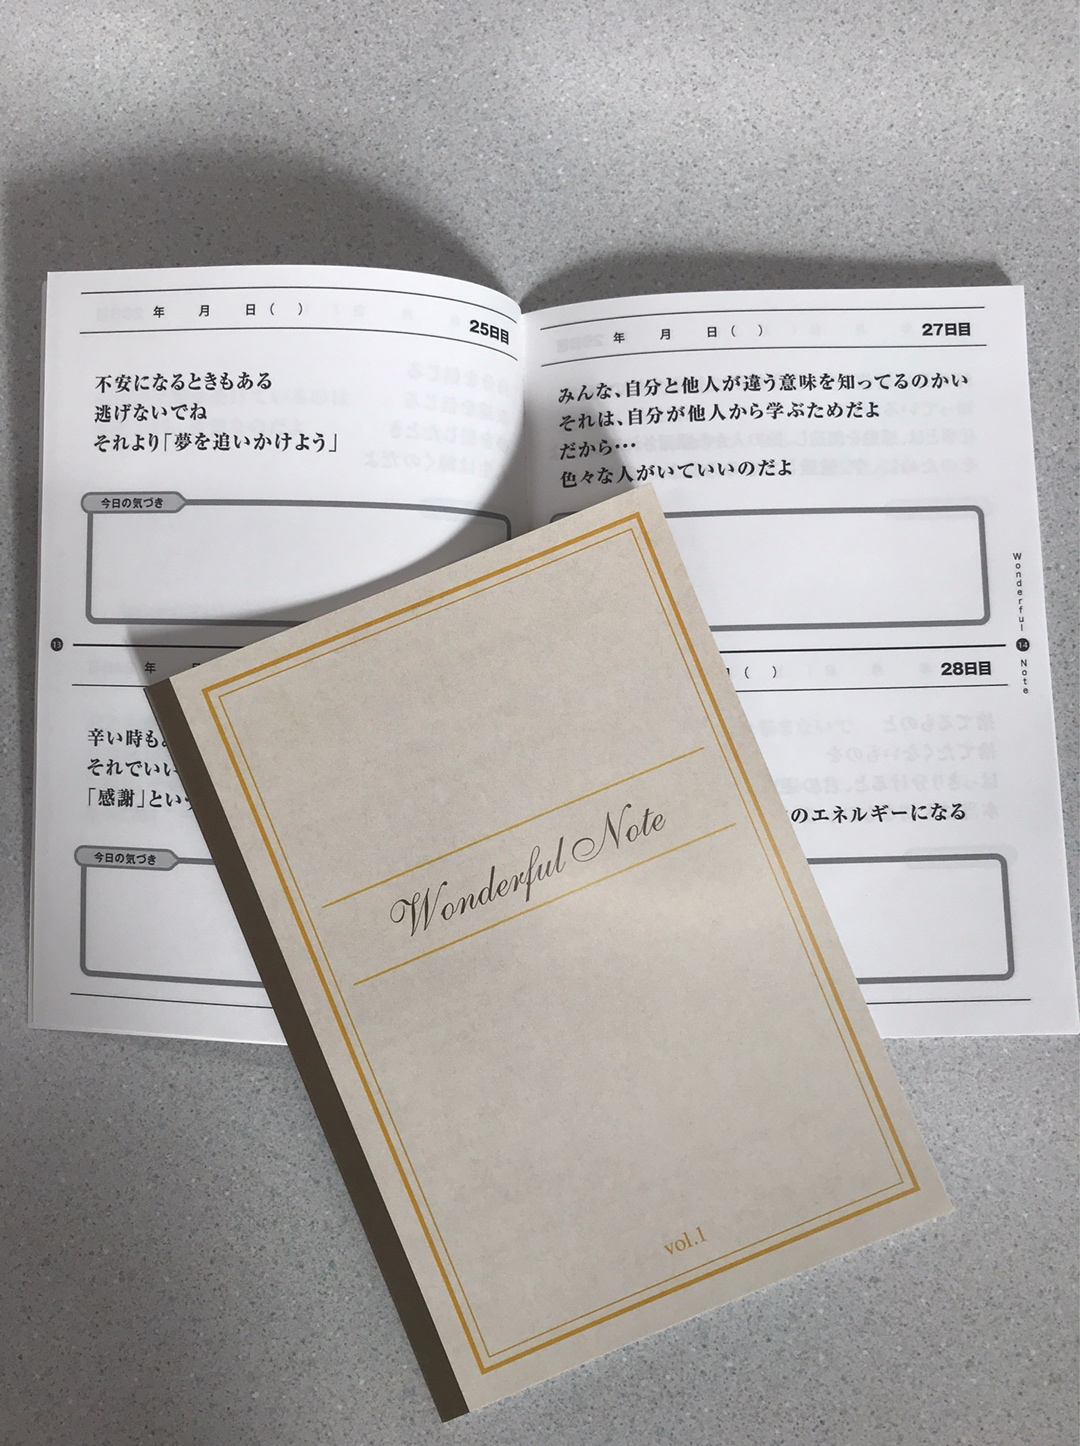 年 月 日( )
25日目
不安になるときもある
逃げないでね
それより「夢を追いかけよう」
今日の気づき
13
年
辛い時も
それでいい
「感謝」とい
今日の気づき
年 月 日( )
27日目
みんな、自分と他人が違う意味を知ってるのかい
それは、自分が他人から学ぶためだよ
だから…
色々な人がいていいのだよ
Wonderful
14
Note
日( )
28日目
のエネルギーになる
Wonderful Note
vol.1